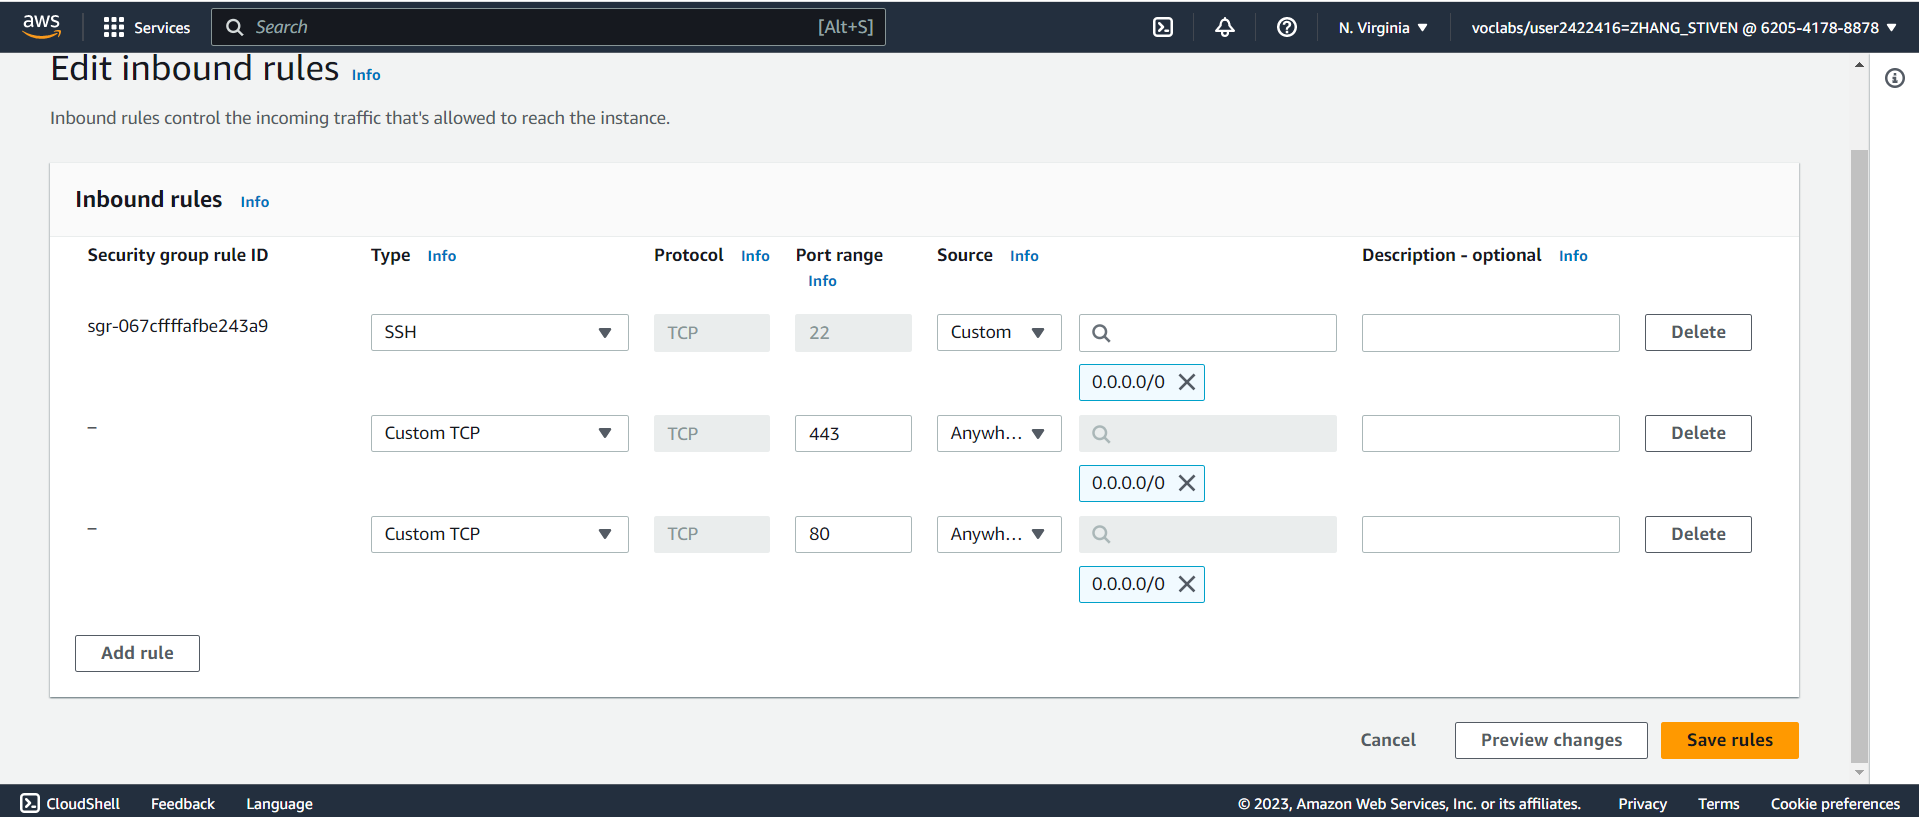 aws Services Search [Alt+S] N. Virginia voclabs/user2422416=ZHANG_STIVEN @ 6205-4178-8878
Edit inbound rules Info
Inbound rules control the incoming traffic that's allowed to reach the instance.
Inbound rules Info
Security group rule ID Type Info Protocol Info Port range Info Source Info Description - optional Info
sgr-067cffffafbe243a9 SSH TCP 22 Custom Delete
0.0.0.0/0
– Custom TCP TCP 443 Anywh... Delete
0.0.0.0/0
– Custom TCP TCP 80 Anywh... Delete
0.0.0.0/0
Add rule
Cancel Preview changes Save rules
CloudShell Feedback Language © 2023, Amazon Web Services, Inc. or its affiliates. Privacy Terms Cookie preferences